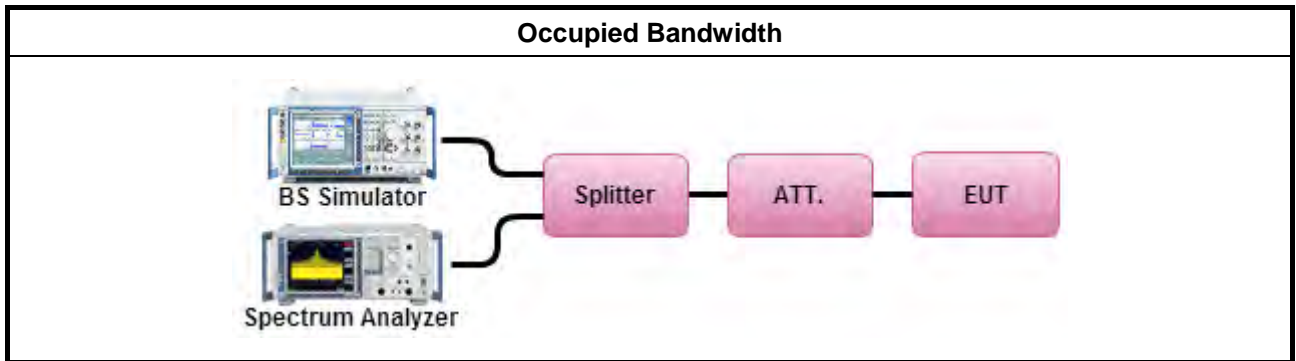 Occupied Bandwidth
BS Simulator
Spectrum Analyzer
Splitter
ATT.
EUT